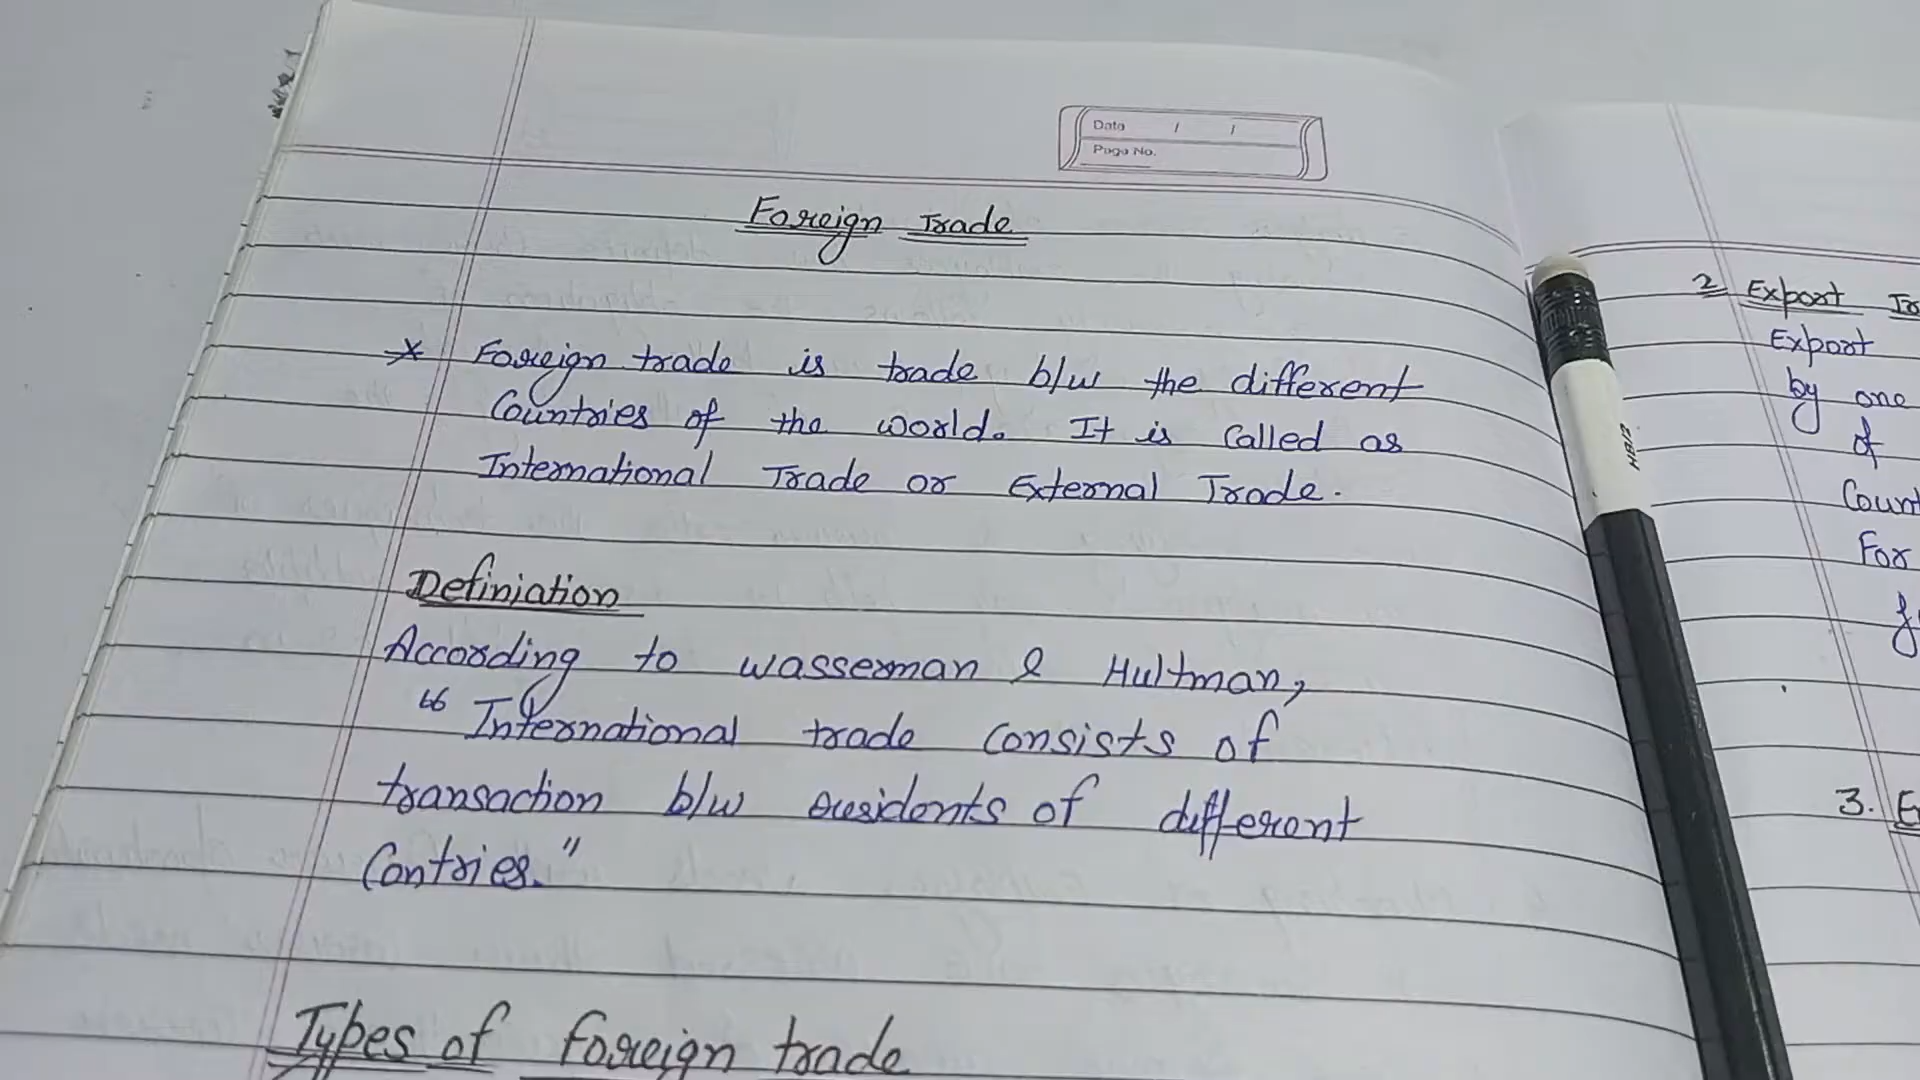 Data / /
Page No.
Foreign Trade
* Foreign trade is trade b/w the different
Countries of the world. It is Called as
International Trade or External Trade.
Definiation
According to wasserman & Hultman,
"International trade consists of
transaction b/w residents of different
Contries."
Types of foreign trade
2 Export
Export
by one
of
For
3.
HB/2